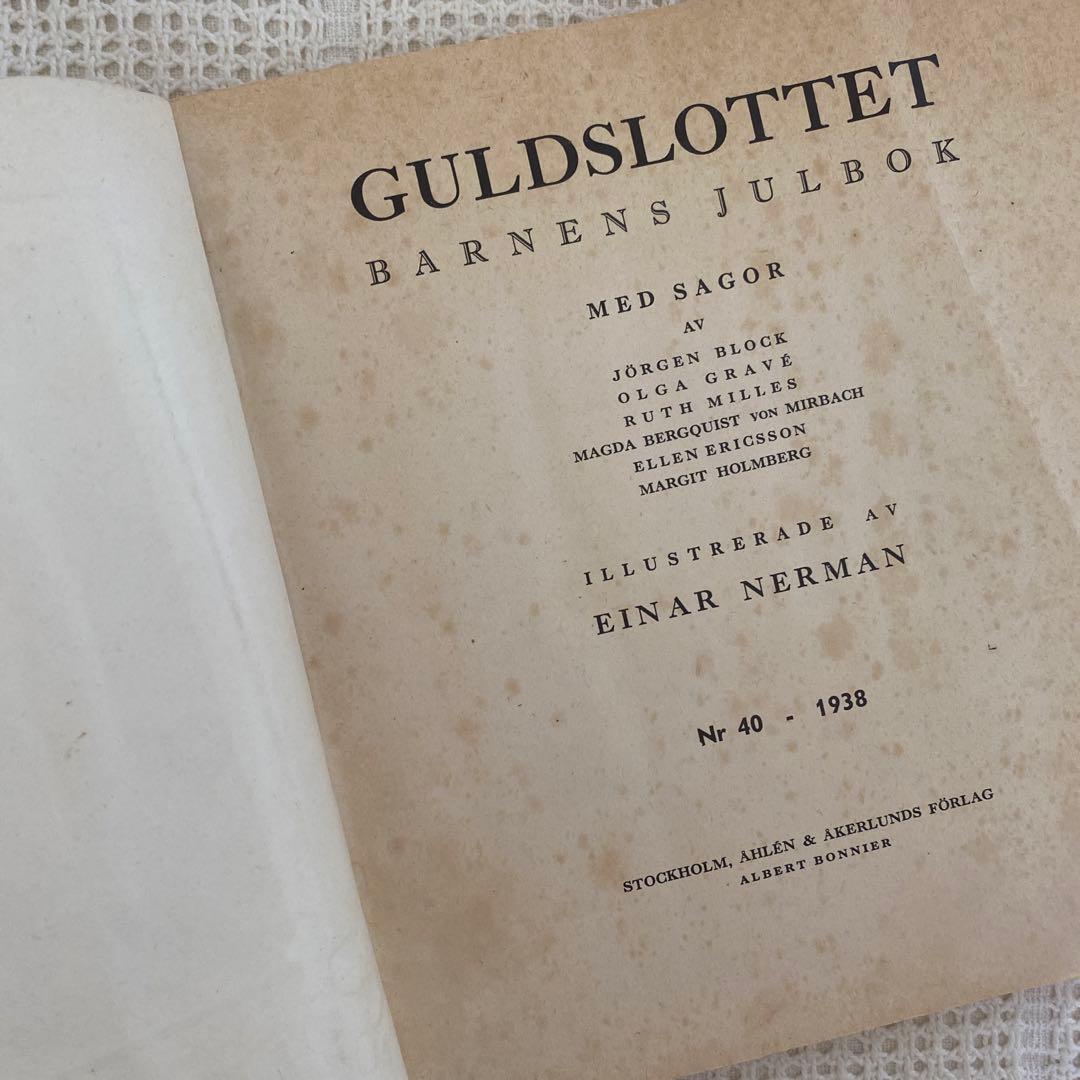 GULDSLOTTET
BARNENS JULBOK
MED SAGOR
AV
JÖRGEN BLOCK
OLGA GRAVÉ
RUTH MILLES
MAGDA BERGQUIST VON MIRBACH
ELLEN ERICSSON
MARGIT HOLMBERG
ILLUSTRERADE AV
EINAR NERMAN
Nr 40 - 1938
STOCKHOLM, ÅHLÉN & ÅKERLUNDS FÖRLAG
ALBERT BONNIER